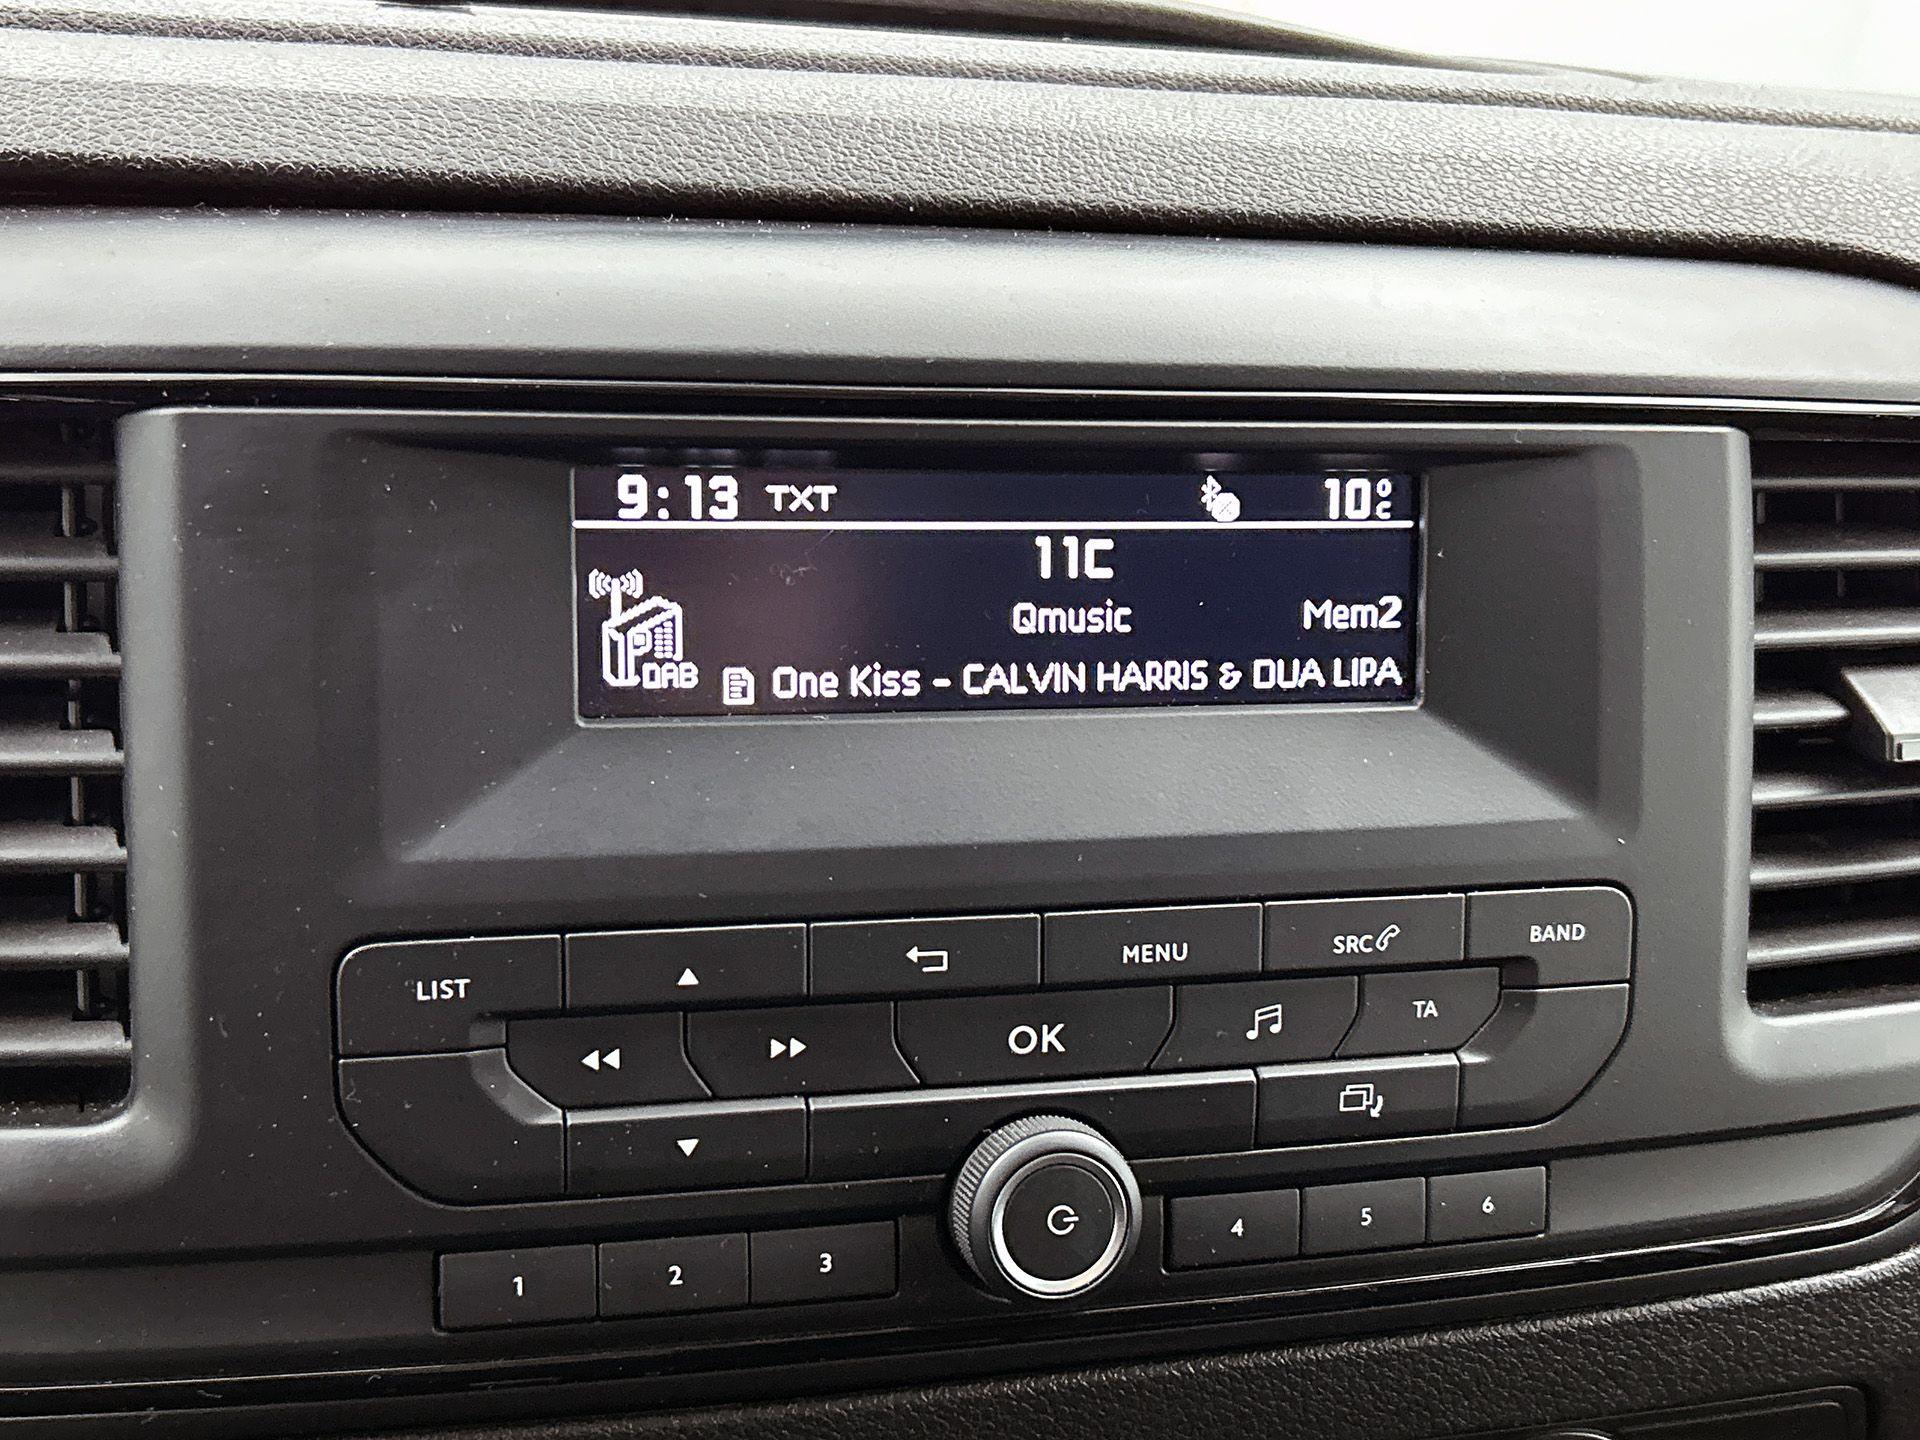 9:13 TXT 10°C
11C
Qmusic Mem2
DAB One Kiss - CALVIN HARRIS & DUA LIPA
LIST MENU SRC BAND
OK TA
1 2 3 4 5 6